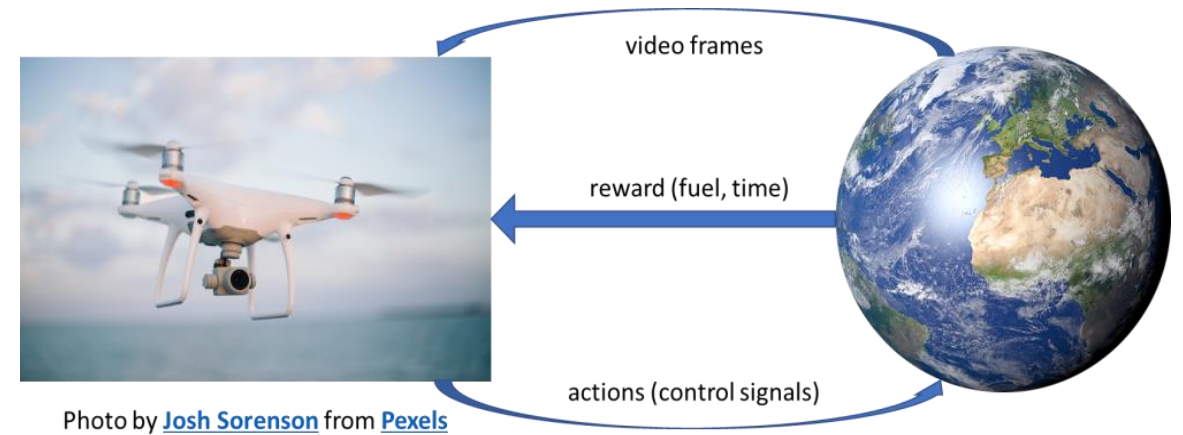 video frames
reward (fuel, time)
actions (control signals)
Photo by Josh Sorenson from Pexels